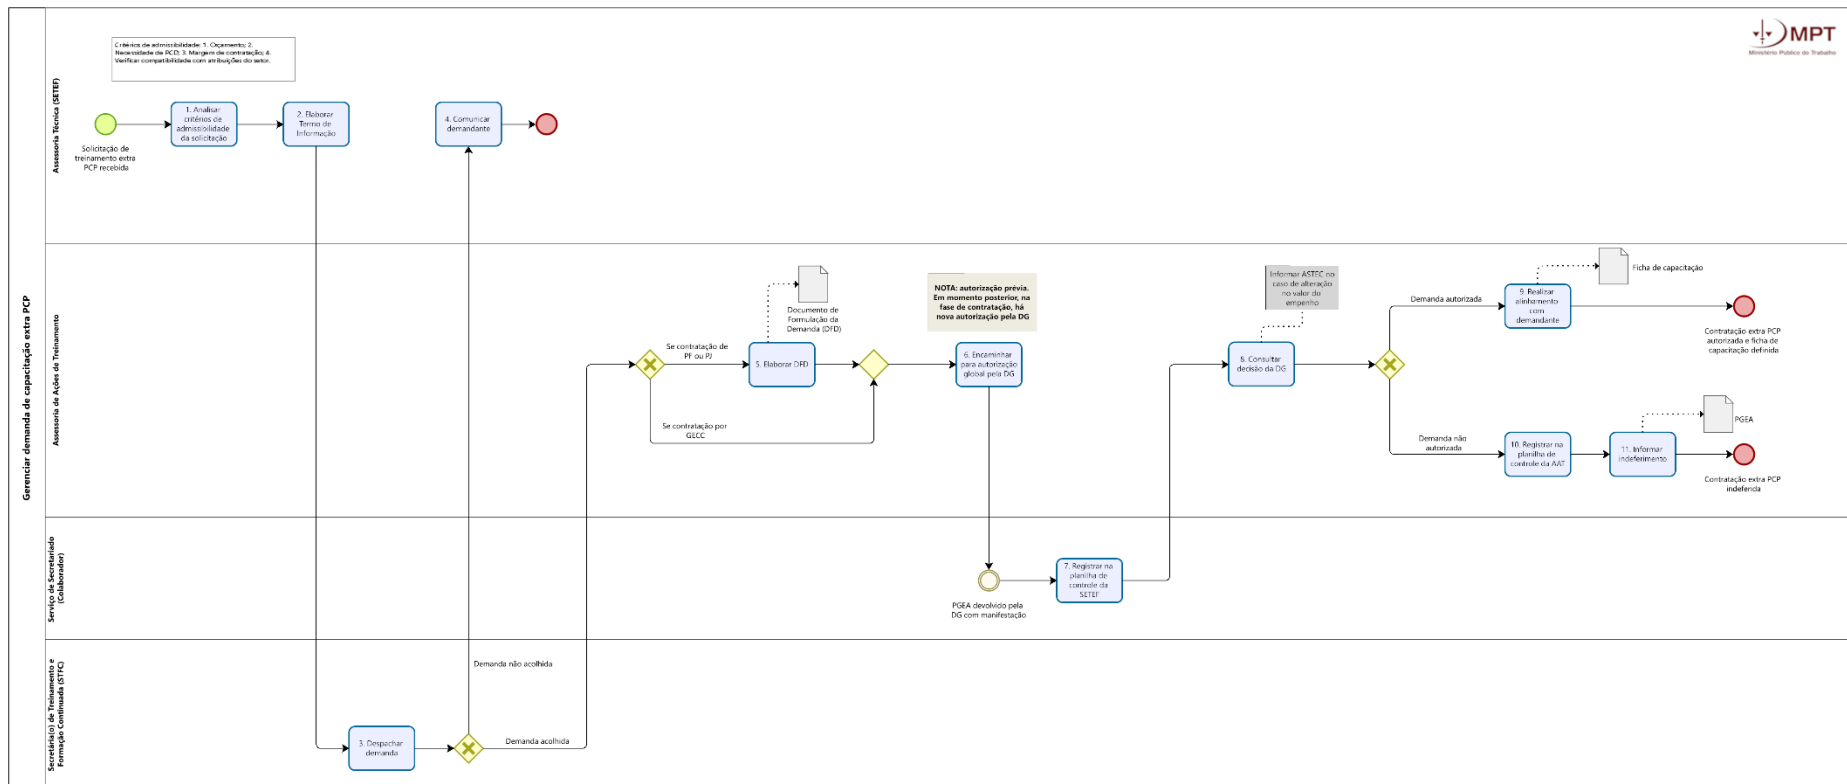 Gerenciar demanda de capacitação extra PCP
Assessoria Técnica (SETEF)
Critérios de admissibilidade: 1. Orçamento; 2.
Necessidade de PCD; 3. Margem de contratação; 4.
Verificar compatibilidade com atribuições do setor.
MPT
Ministério Público do Trabalho
Solicitação de
treinamento extra
PCP recebida
1. Analisar
critérios de
admissibilidade
da solicitação
2. Elaborar
Termo de
Informação
4. Comunicar
demandante
Assessoria de Ações de Treinamento
Se contratação de
PF ou PJ
Se contratação por
GECC
Documento de
Formulação da
Demanda (DFD)
5. Elaborar DFD
NOTA: autorização prévia.
Em momento posterior, na
fase de contratação, há
nova autorização pela DG
6. Encaminhar
para autorização
global pela DG
Informar ASTEC no
caso de alteração
no valor do
empenho
8. Consultar
decisão da DG
Demanda autorizada
Demanda não
autorizada
Ficha de capacitação
9. Realizar
alinhamento
com
demandante
Contratação extra PCP
autorizada e ficha de
capacitação definida
PGEA
10. Registrar na
planilha de
controle da AAT
11. Informar
indeferimento
Contratação extra PCP
indeferida
Serviço de Secretariado
(Colaborador)
PGEA devolvido pela
DG com manifestação
7. Registrar na
planilha de
controle da
SETEF
Secretária(o) de Treinamento e
Formação Continuada (STFC)
3. Despachar
demanda
Demanda não acolhida
Demanda acolhida